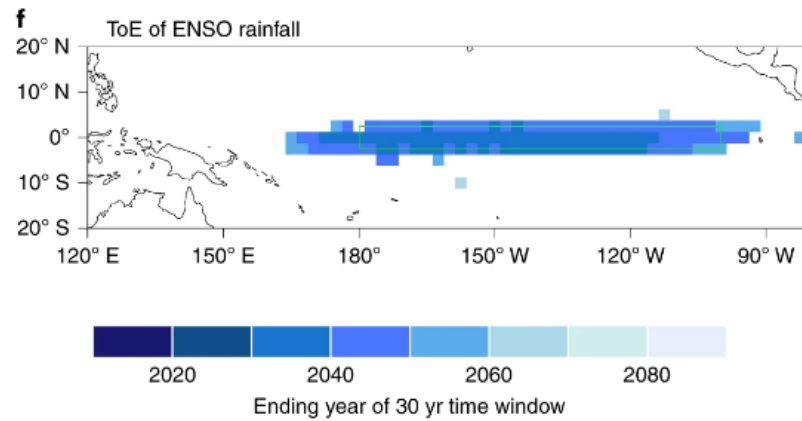 f
ToE of ENSO rainfall
20° N
10° N
0°
10° S
20° S
120° E 150° E 180° 150° W 120° W 90° W
2020 2040 2060 2080
Ending year of 30 yr time window